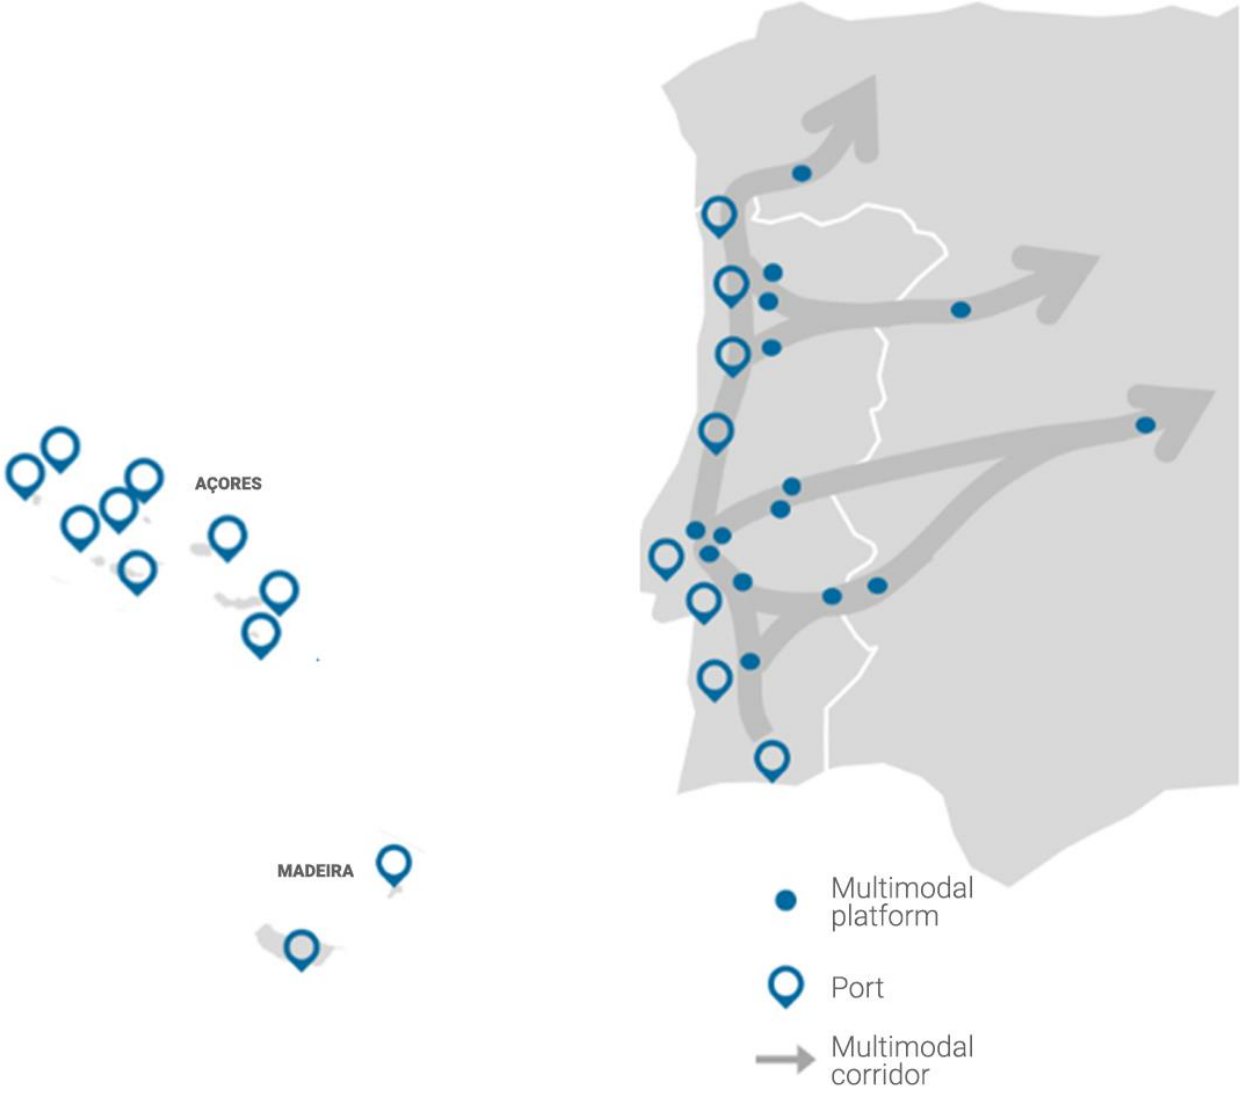 AÇORES
MADEIRA
Multimodal
platform
Port
Multimodal
corridor